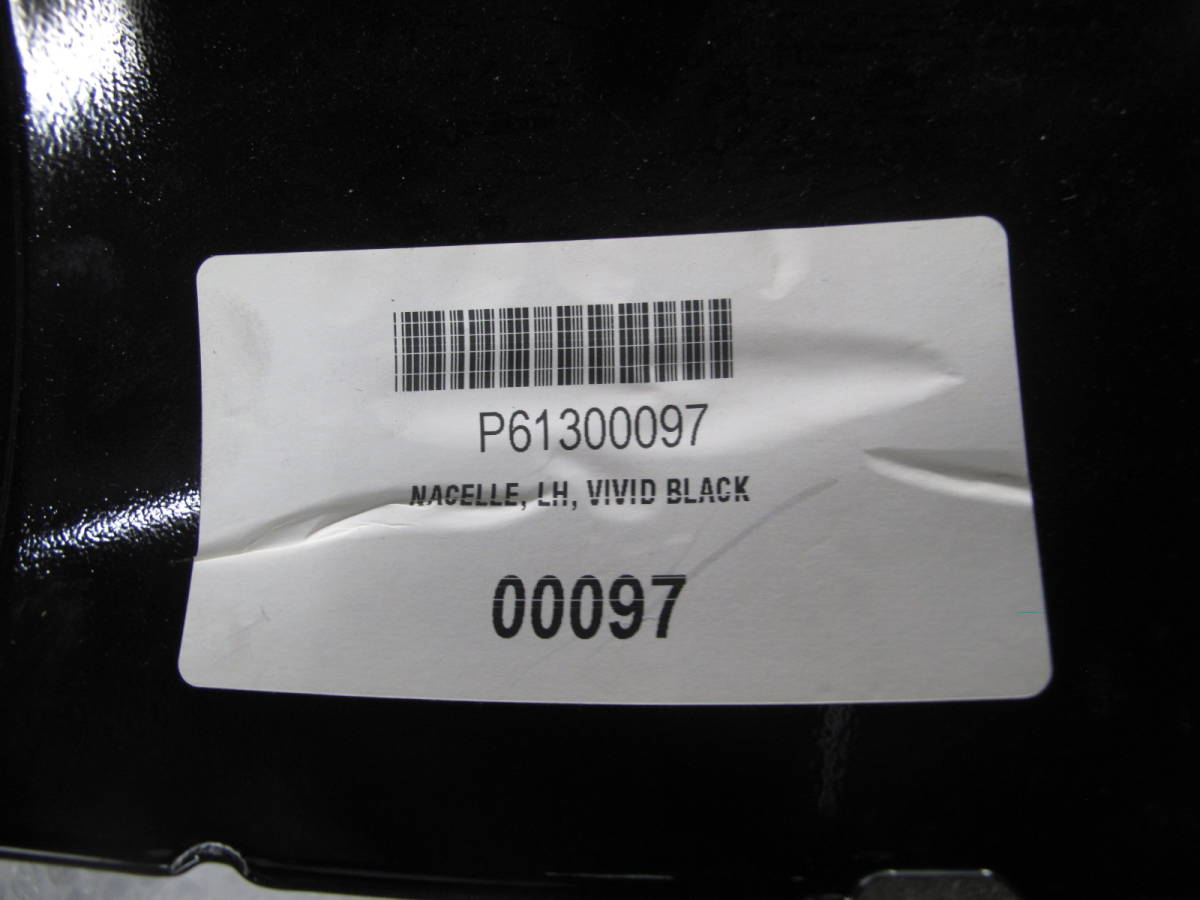 P61300097
NACELLE, LH, VIVID BLACK
00097